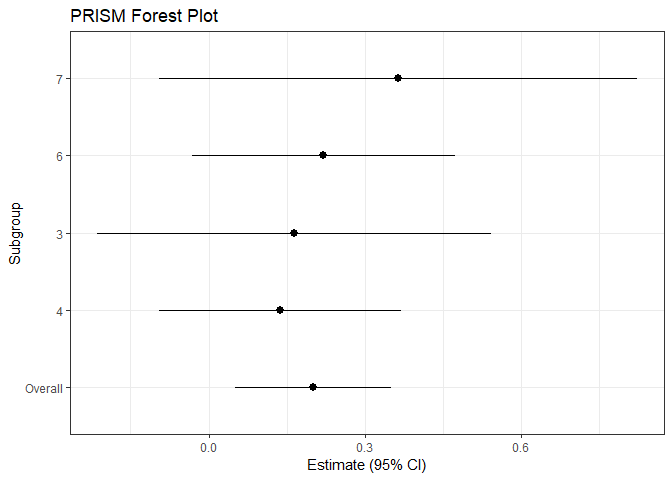 PRISM Forest Plot
7
6
3
4
Overall
Subgroup
0.0 0.3 0.6
Estimate (95% CI)